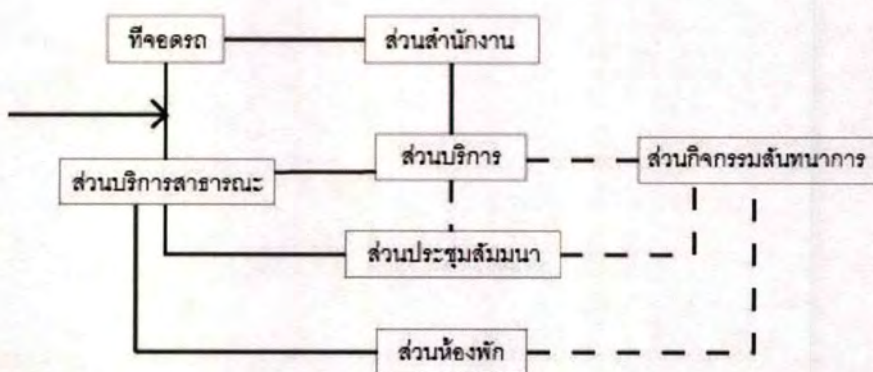 ที่จอดรถ
ส่วนสำนักงาน
ส่วนบริการ
ส่วนกิจกรรมสันทนาการ
ส่วนบริการสาธารณะ
ส่วนประชุมสัมมนา
ส่วนห้องพัก